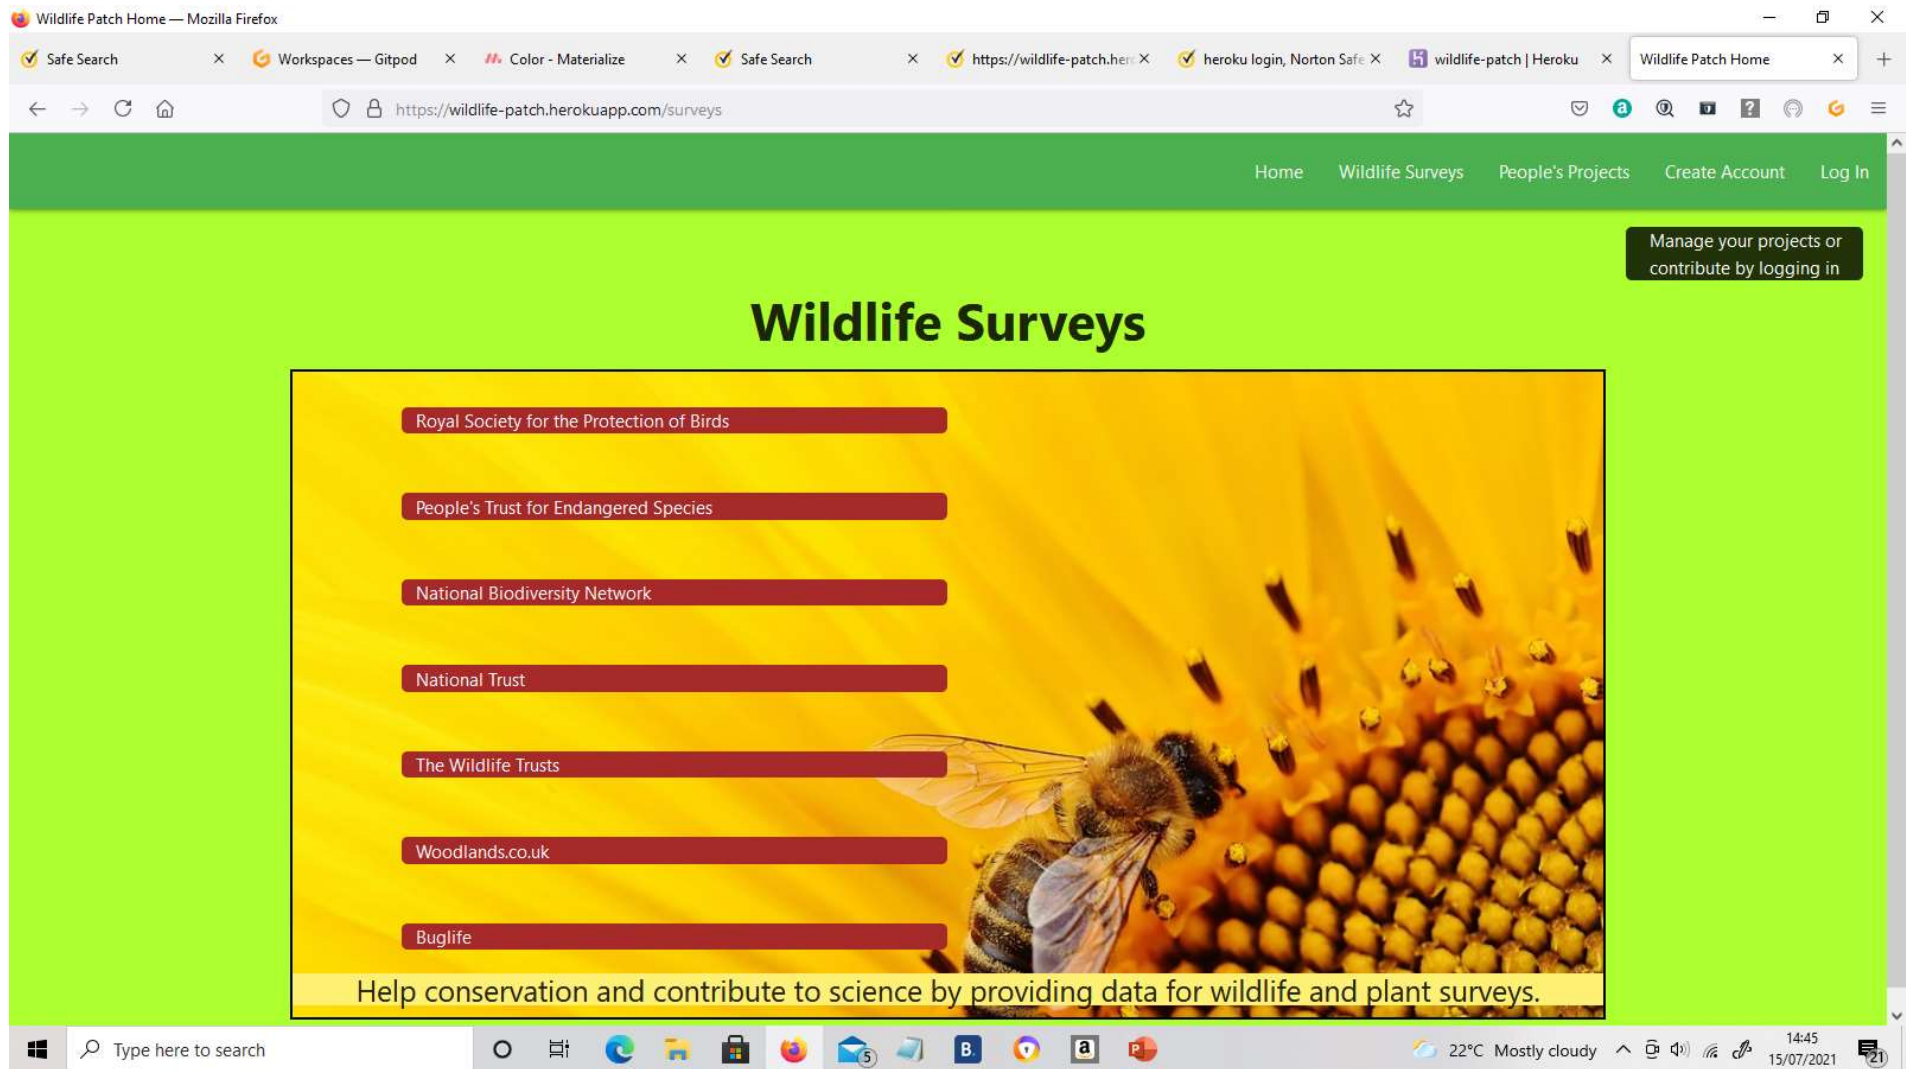 Wildlife Patch Home — Mozilla Firefox
Safe Search
Workspaces — Gitpod
Color - Materialize
Safe Search
https://wildlife-patch.her
heroku login, Norton Safe
wildlife-patch | Heroku
Wildlife Patch Home
https://wildlife-patch.herokuapp.com/surveys
Home Wildlife Surveys People's Projects Create Account Log In
Manage your projects or
contribute by logging in
Wildlife Surveys
Royal Society for the Protection of Birds
People's Trust for Endangered Species
National Biodiversity Network
National Trust
The Wildlife Trusts
Woodlands.co.uk
Buglife
Help conservation and contribute to science by providing data for wildlife and plant surveys.
Type here to search
5
B.
a
22°C Mostly cloudy
14:45
15/07/2021
21